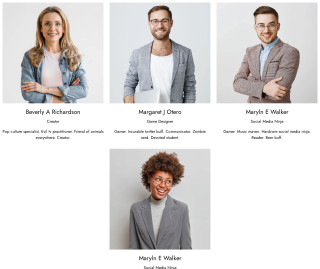 Beverly A Richardson
Creator
Pop culture specialist. Evil tv practitioner. Friend of animals
everywhere. Creator.
Margaret J Otero
Game Designer
Gamer. Incurable twitter buff. Communicator. Zombie
nerd. Devoted student.
Maryln E Walker
Social Media Ninja
Gamer. Music maven. Hardcore social media ninja.
Reader. Beer buff.
Maryln E Walker
Social Media Ninja